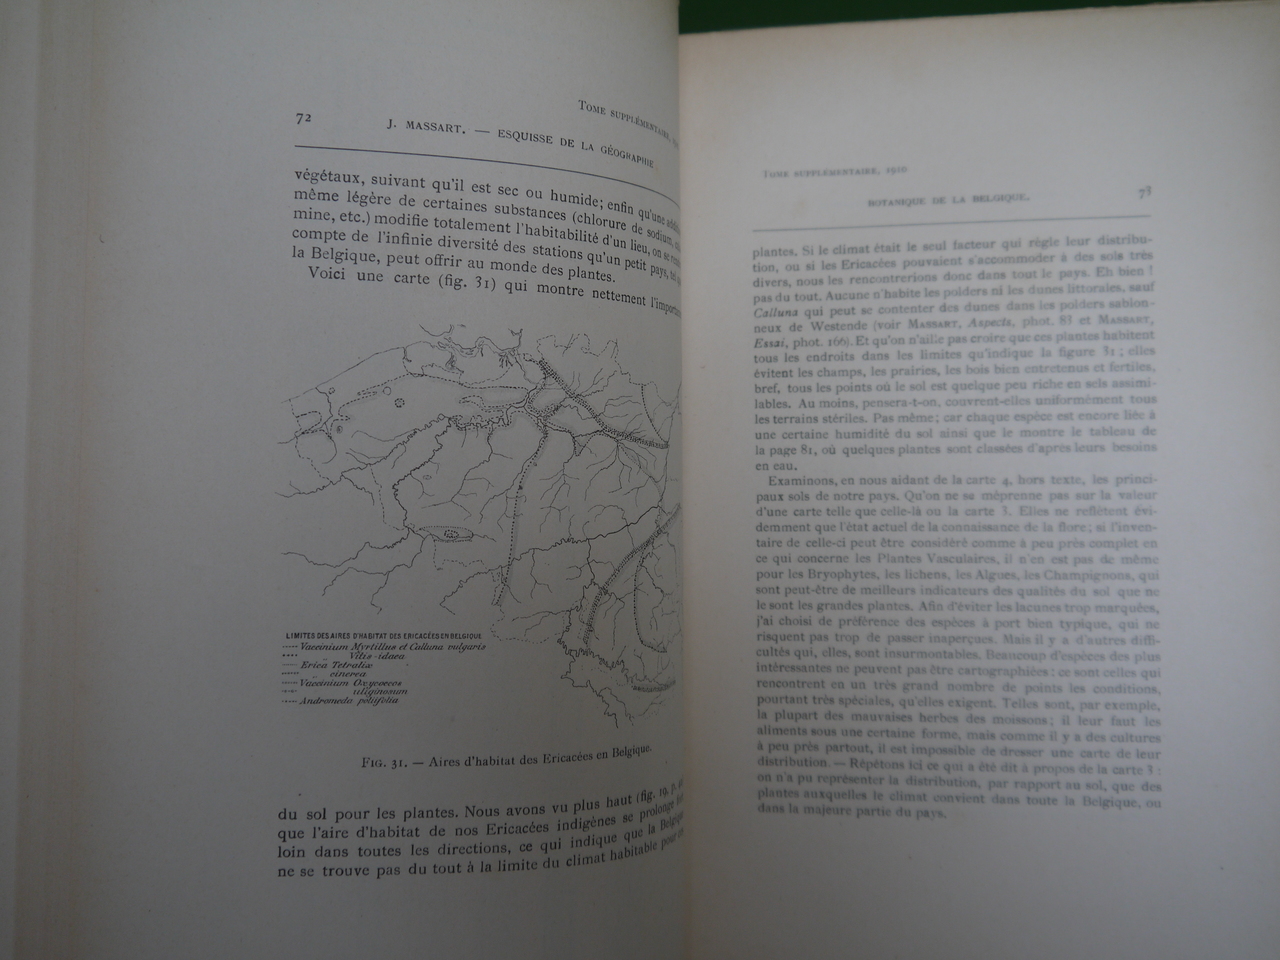 TOME SUPPLÉMENTAIRE,
72
J. MASSART. — ESQUISSE DE LA GÉOGRAPHIE
végétaux, suivant qu'il est sec ou humide; enfin qu'une
même légère de certaines substances (chlorure de sodium,
mine, etc.) modifie totalement l'habitabilité d'un lieu, on se
compte de l'infinie diversité des stations qu'un petit pays,
la Belgique, peut offrir au monde des plantes.
Voici une carte (fig. 31) qui montre nettement
LIMITES DES AIRES D'HABITAT DES ERICACÉES EN BELGIQUE
Vaccinium Myrtillus et Calluna vulgaris
Vitis-idaea
Erica Tetralix
cinerea
Vaccinium Oxycoccos
uliginosum
Andromeda poliifolia
FIG. 31. — Aires d'habitat des Ericacées en Belgique.
du sol pour les plantes. Nous avons vu plus haut (fig. 19, p.
que l'aire d'habitat de nos Ericacées indigènes se prolonge
loin dans toutes les directions, ce qui indique que la
ne se trouve pas du tout à la limite du climat habitable pour
TOME SUPPLÉMENTAIRE, 1910
BOTANIQUE DE LA BELGIQUE.
73
plantes. Si le climat était le seul facteur qui règle leur distribu-
tion, ou si les Ericacées pouvaient s'accommoder à des sols très
divers, nous les rencontrerions donc dans tout le pays. Eh bien !
pas du tout. Aucune n'habite les polders ni les dunes littorales, sauf
Calluna qui peut se contenter des dunes dans les polders sablon-
neux de Westende (voir MASSART, Aspects, phot. 83 et MASSART,
Essai, phot. 166). Et qu'on n'aille pas croire que ces plantes habitent
tous les endroits dans les limites qu'indique la figure 31 ; elles
évitent les champs, les prairies, les bois bien entretenus et fertiles,
bref, tous les points où le sol est quelque peu riche en sels assimi-
lables. Au moins, pensera-t-on, couvrent-elles uniformément tous
les terrains stériles. Pas même; car chaque espèce est encore liée à
une certaine humidité du sol ainsi que le montre le tableau de
la page 81, où quelques plantes sont classées d'après leurs besoins
en eau.
Examinons, en nous aidant de la carte 4, hors texte, les princi-
paux sols de notre pays. Qu'on ne se méprenne pas sur la valeur
d'une carte telle que celle-là ou la carte 3. Elles ne reflètent évi-
demment que l'état actuel de la connaissance de la flore; si l'inven-
taire de celle-ci peut être considéré comme à peu près complet en
ce qui concerne les Plantes Vasculaires, il n'en est pas de même
pour les Bryophytes, les lichens, les Algues, les Champignons, qui
sont peut-être de meilleurs indicateurs des qualités du sol que ne
le sont les grandes plantes. Afin d'éviter les lacunes trop marquées,
j'ai choisi de préférence des espèces à port bien typique, qui ne
risquent pas trop de passer inaperçues. Mais il y a d'autres diffi-
cultés qui, elles, sont insurmontables. Beaucoup d'espèces des plus
intéressantes ne peuvent pas être cartographiées : ce sont celles qui
rencontrent en un très grand nombre de points les conditions,
pourtant très spéciales, qu'elles exigent. Telles sont, par exemple,
la plupart des mauvaises herbes des moissons; il leur faut les
aliments sous une certaine forme, mais comme il y a des cultures
à peu près partout, il est impossible de dresser une carte de leur
distribution. — Répétons ici ce qui a été dit à propos de la carte 3 :
on n'a pu représenter la distribution, par rapport au sol, que des
plantes auxquelles le climat convient dans toute la Belgique, ou
dans la majeure partie du pays.